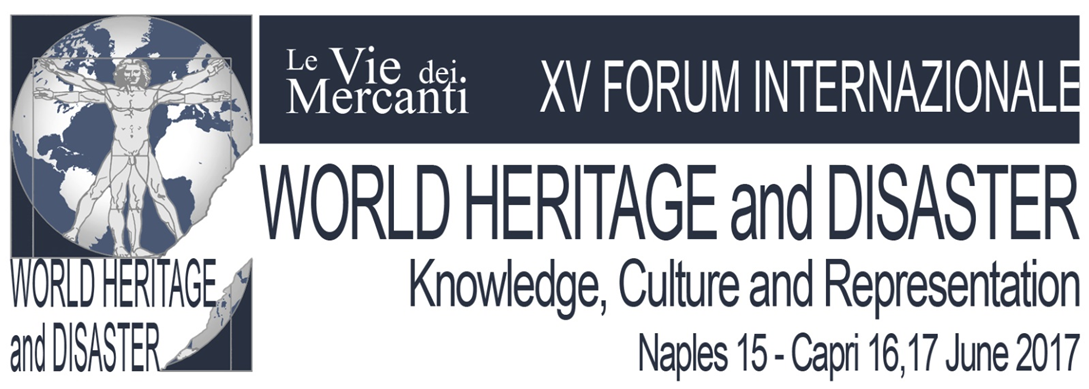 Le Vie dei
Mercanti
XV FORUM INTERNAZIONALE
WORLD HERITAGE and DISASTER
Knowledge, Culture and Representation
Naples 15 - Capri 16,17 June 2017
WORLD HERITAGE
and DISASTER